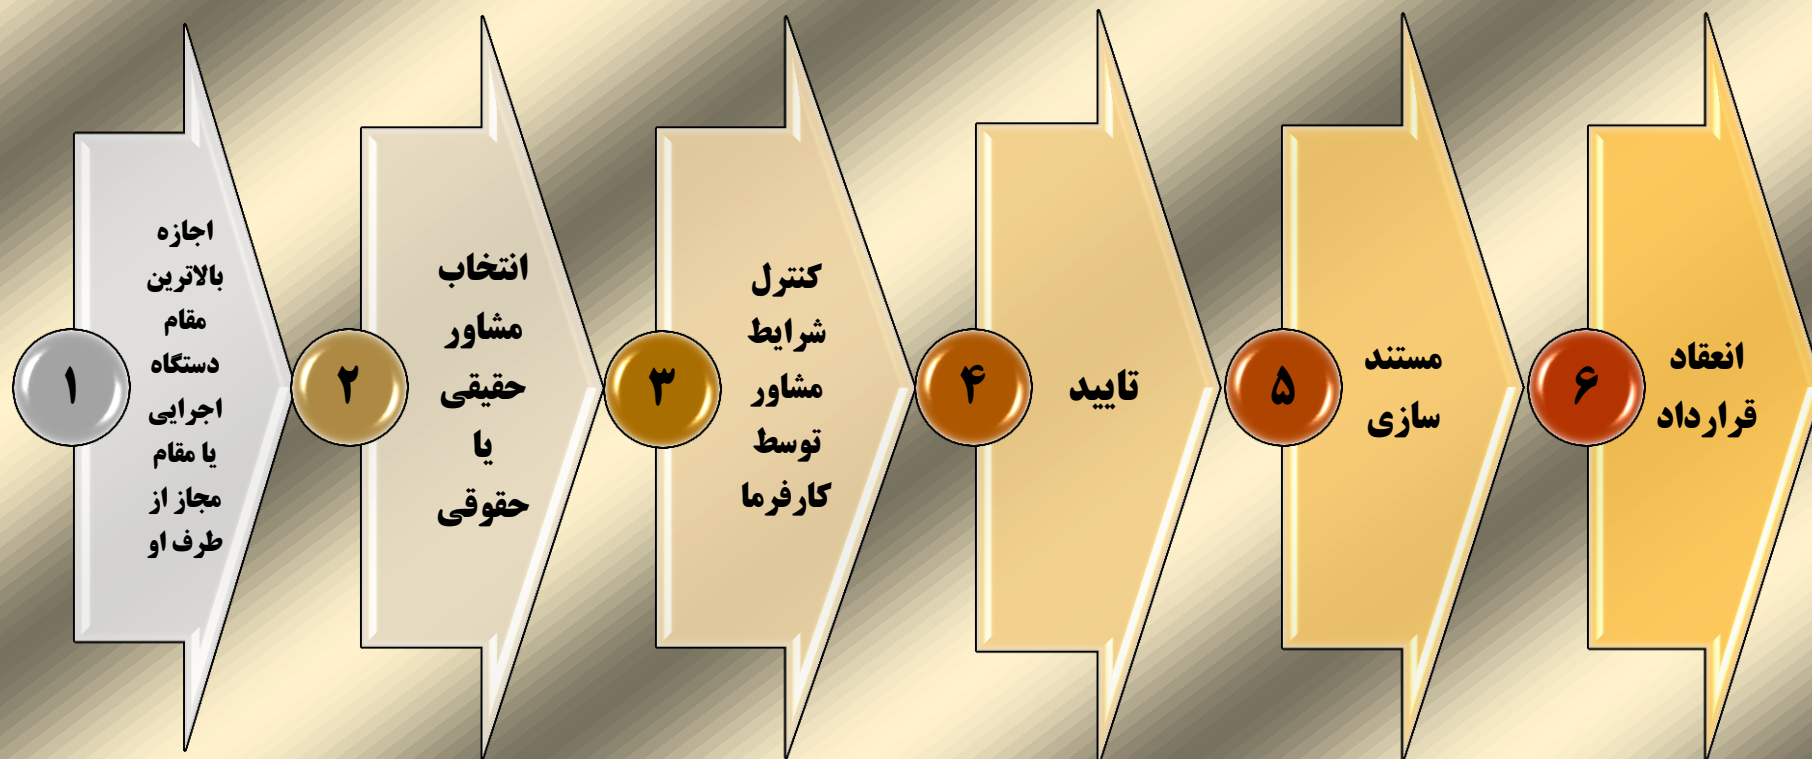 ۱
اجازه
بالاترین
مقام
دستگاه
اجرایی
یا مقام
مجاز از
طرف او
۲
انتخاب
مشاور
حقیقی
یا
حقوقی
۳
کنترل
شرایط
مشاور
توسط
کارفرما
۴
تایید
۵
مستند
سازی
۶
انعقاد
قرارداد